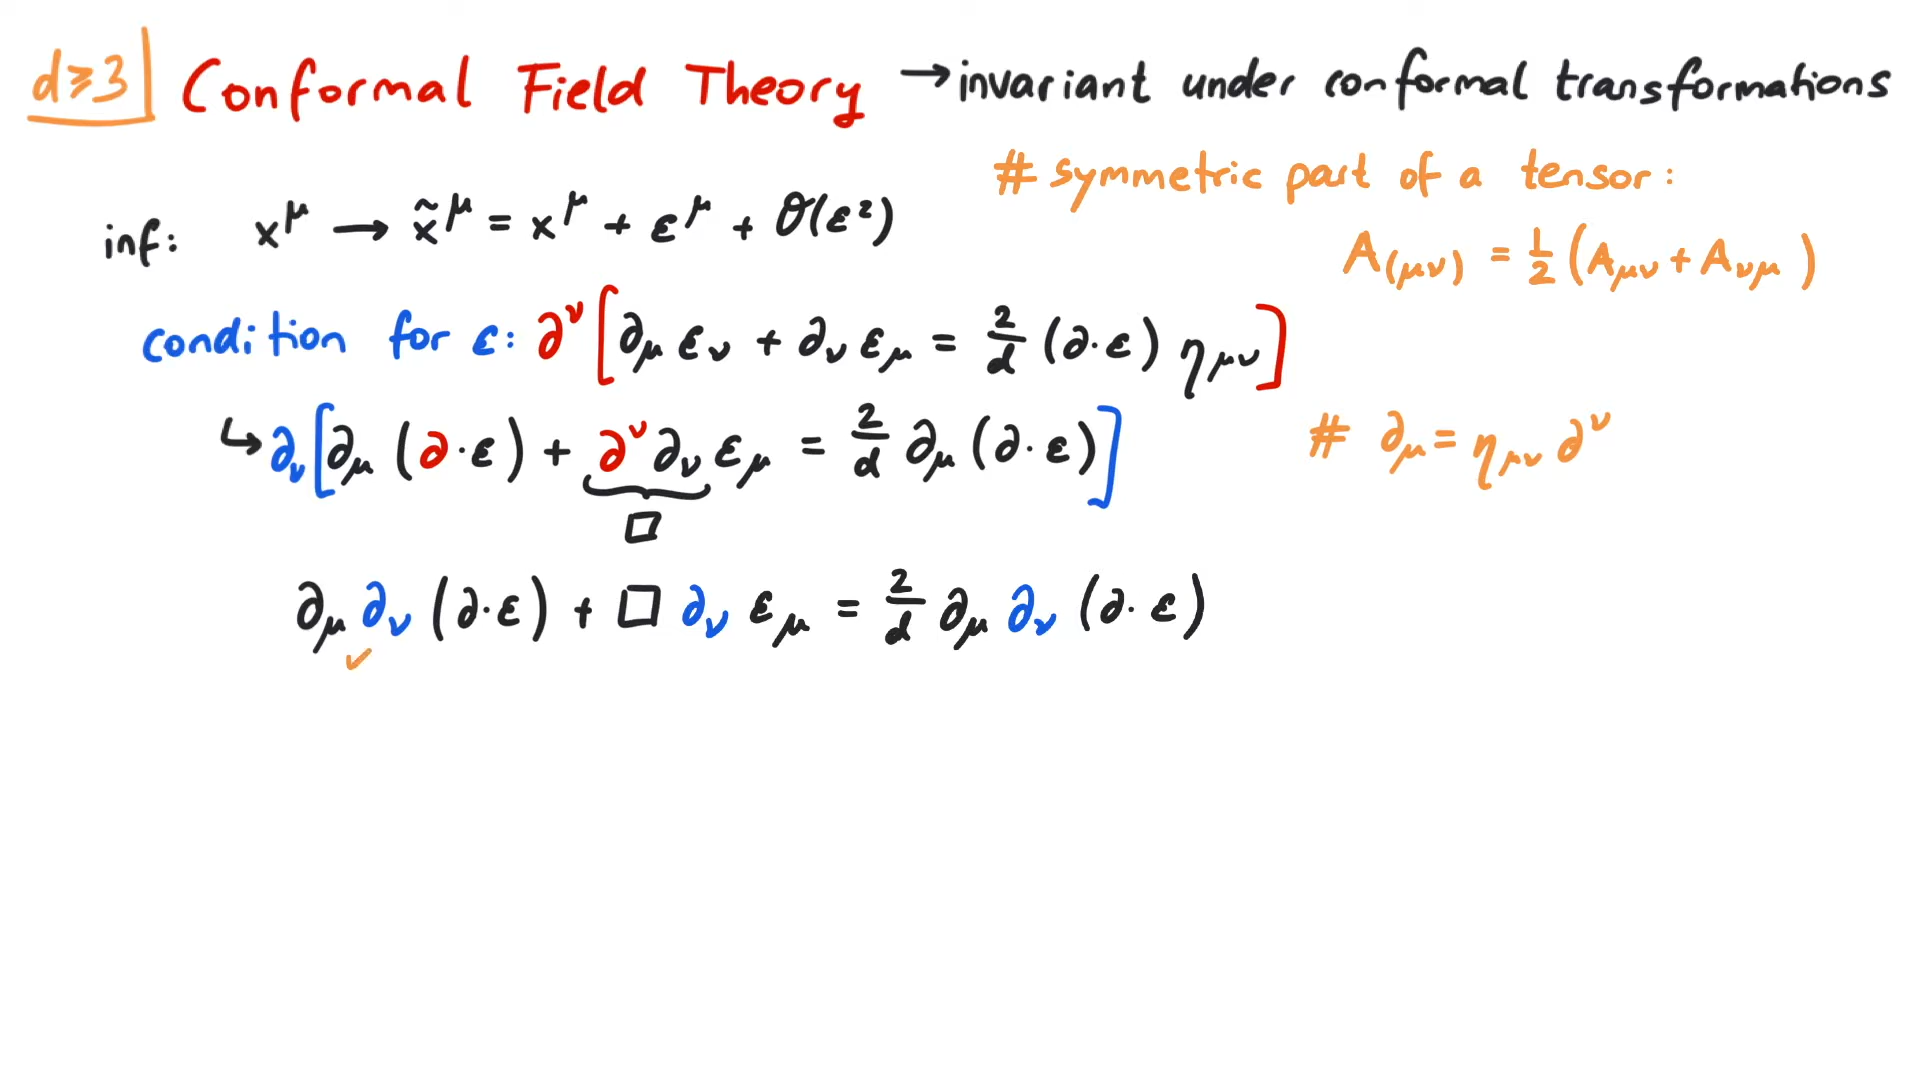 d≥3 Conformal Field Theory → invariant under conformal transformations
# symmetric part of a tensor:
inf: x^μ → x̃^μ = x^μ + ε^μ + O(ε²)
A_(μν) = 1/2 (A_μν + A_νμ)
condition for ε: ∂^ν [∂_μ ε_ν + ∂_ν ε_μ = 2/d (∂·ε) η_μν]
↳ ∂_ν [∂_μ (∂·ε) + ∂^ν ∂_ν ε_μ = 2/d ∂_μ (∂·ε)]
# ∂_μ = η_μν ∂^ν
□
∂_μ ∂_ν (∂·ε) + □ ∂_ν ε_μ = 2/d ∂_μ ∂_ν (∂·ε)
✓